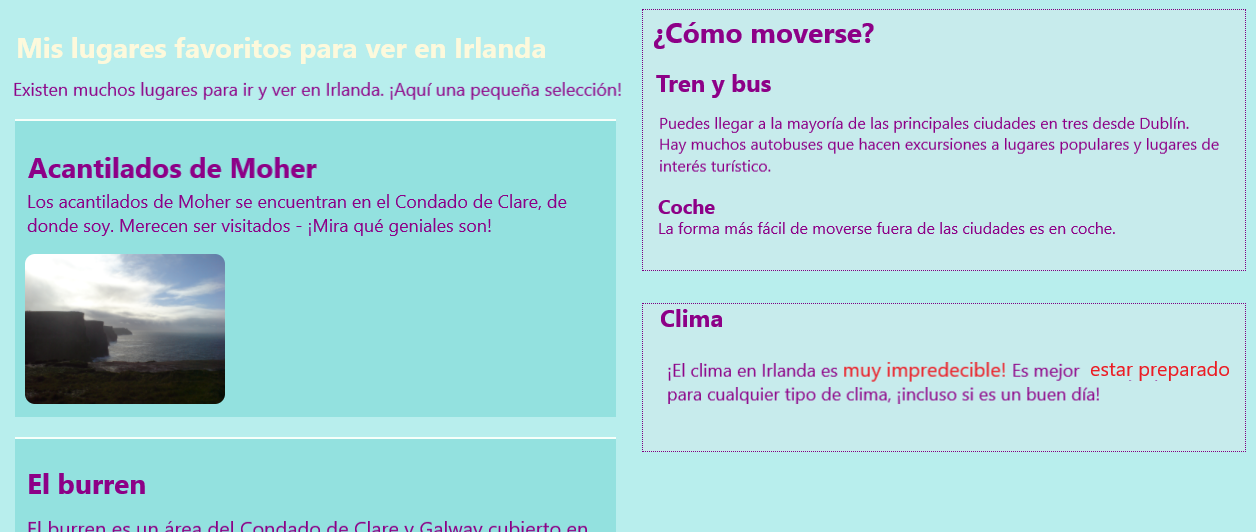 Mis lugares favoritos para ver en Irlanda
Existen muchos lugares para ir y ver en Irlanda. ¡Aquí una pequeña selección!
Acantilados de Moher
Los acantilados de Moher se encuentran en el Condado de Clare, de
donde soy. Merecen ser visitados - ¡Mira qué geniales son!
El burren
El burren es un área del Condado de Clare y Galway cubierto en
¿Cómo moverse?
Tren y bus
Puedes llegar a la mayoría de las principales ciudades en tres desde Dublín.
Hay muchos autobuses que hacen excursiones a lugares populares y lugares de
interés turístico.
Coche
La forma más fácil de moverse fuera de las ciudades es en coche.
Clima
¡El clima en Irlanda es muy impredecible! Es mejor estar preparado
para cualquier tipo de clima, ¡incluso si es un buen día!